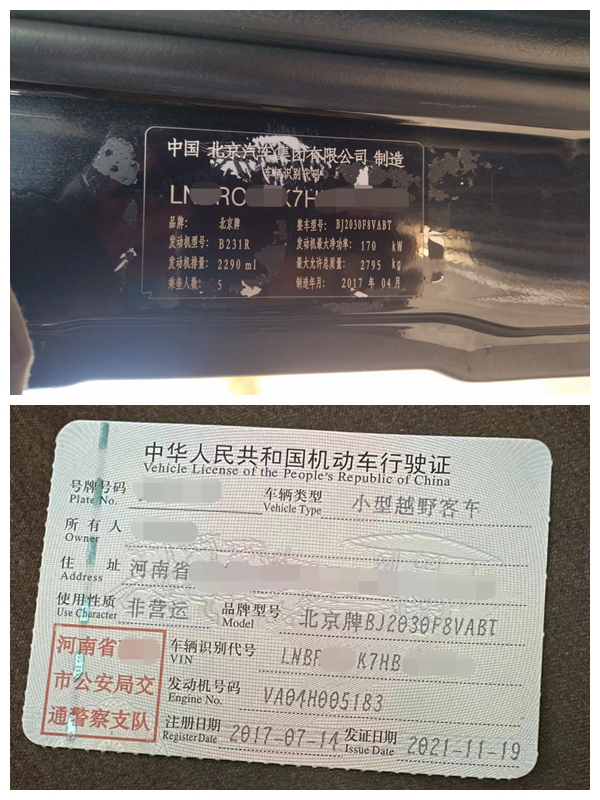 中国 北京汽车集团有限公司 制造
车辆识别代号
LN RC K7H
品牌: 北京牌 整车型号: BJ2030F8VABT
发动机型号: B231R 发动机最大净功率: 170 kW
发动机排量: 2290 ml 最大允许总质量: 2795 kg
乘坐人数: 5 制造年月: 2017 年 04 月
中华人民共和国机动车行驶证
Vehicle License of the People's Republic of China
号牌号码 车辆类型 小型越野客车
Plate No. Vehicle Type
所有人
Owner
住址 河南省
Address
使用性质 非营运 品牌型号 北京牌BJ2030F8VABT
Use Character Model
河南省
市公安局交
通警察支队
车辆识别代号 LNBF K7HB
VIN
发动机号码 VA04H005183
Engine No.
注册日期 2017-07-14 发证日期 2021-11-19
Register Date Issue Date